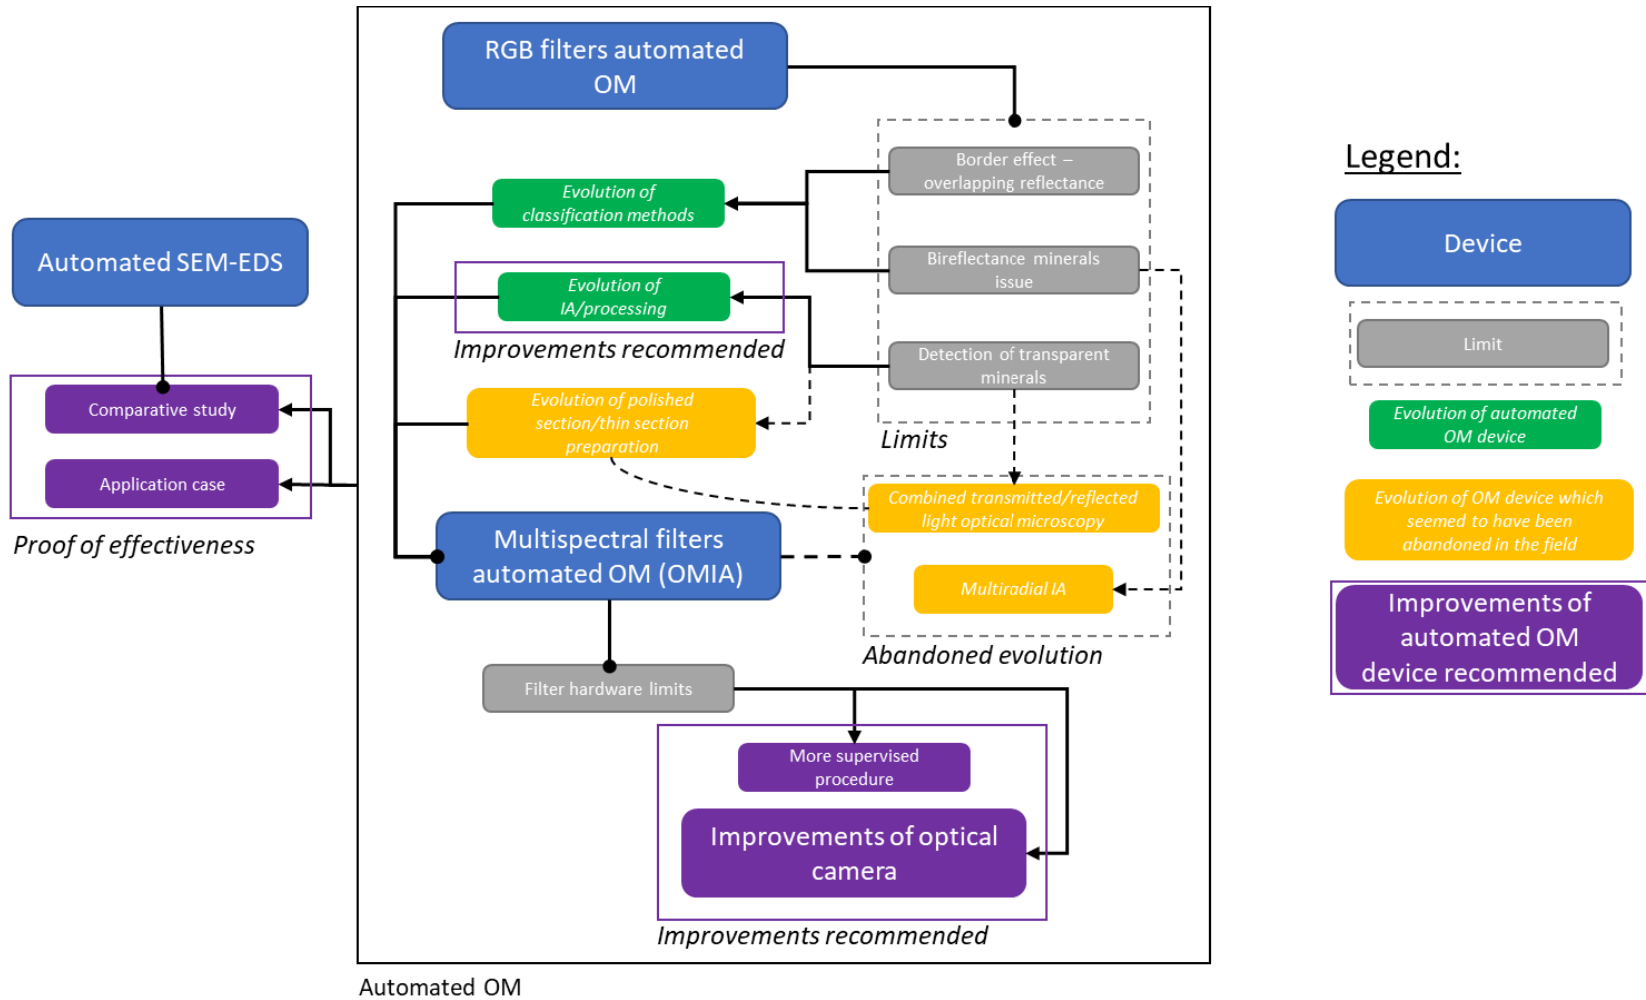 RGB filters automated
OM
Border effect –
overlapping reflectance
Evolution of
classification methods
Automated SEM-EDS
Bireflectance minerals
issue
Evolution of
IA/processing
Improvements recommended
Detection of transparent
minerals
Comparative study
Evolution of polished
section/thin section
preparation
Limits
Application case
Combined transmitted/reflected
light optical microscopy
Proof of effectiveness
Multispectral filters
automated OM (OMIA)
Multiradial IA
Abandoned evolution
Filter hardware limits
More supervised
procedure
Improvements of optical
camera
Improvements recommended
Automated OM
Legend:
Device
Limit
Evolution of automated
OM device
Evolution of OM device which
seemed to have been
abandoned in the field
Improvements of
automated OM
device recommended